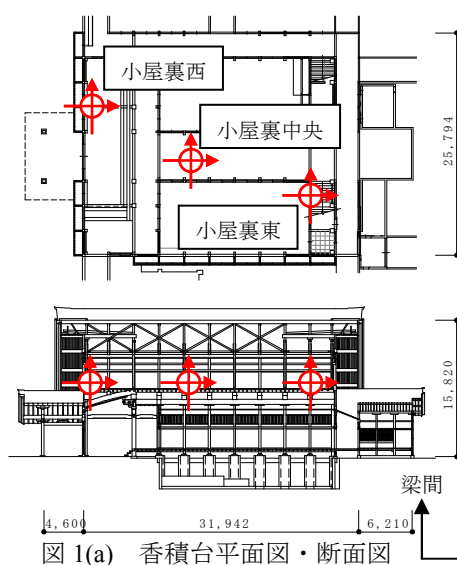 小屋裏西
小屋裏中央
小屋裏東
25,794
15,820
梁間
4,600
31,942
6,210
図 1(a) 香積台平面図・断面図